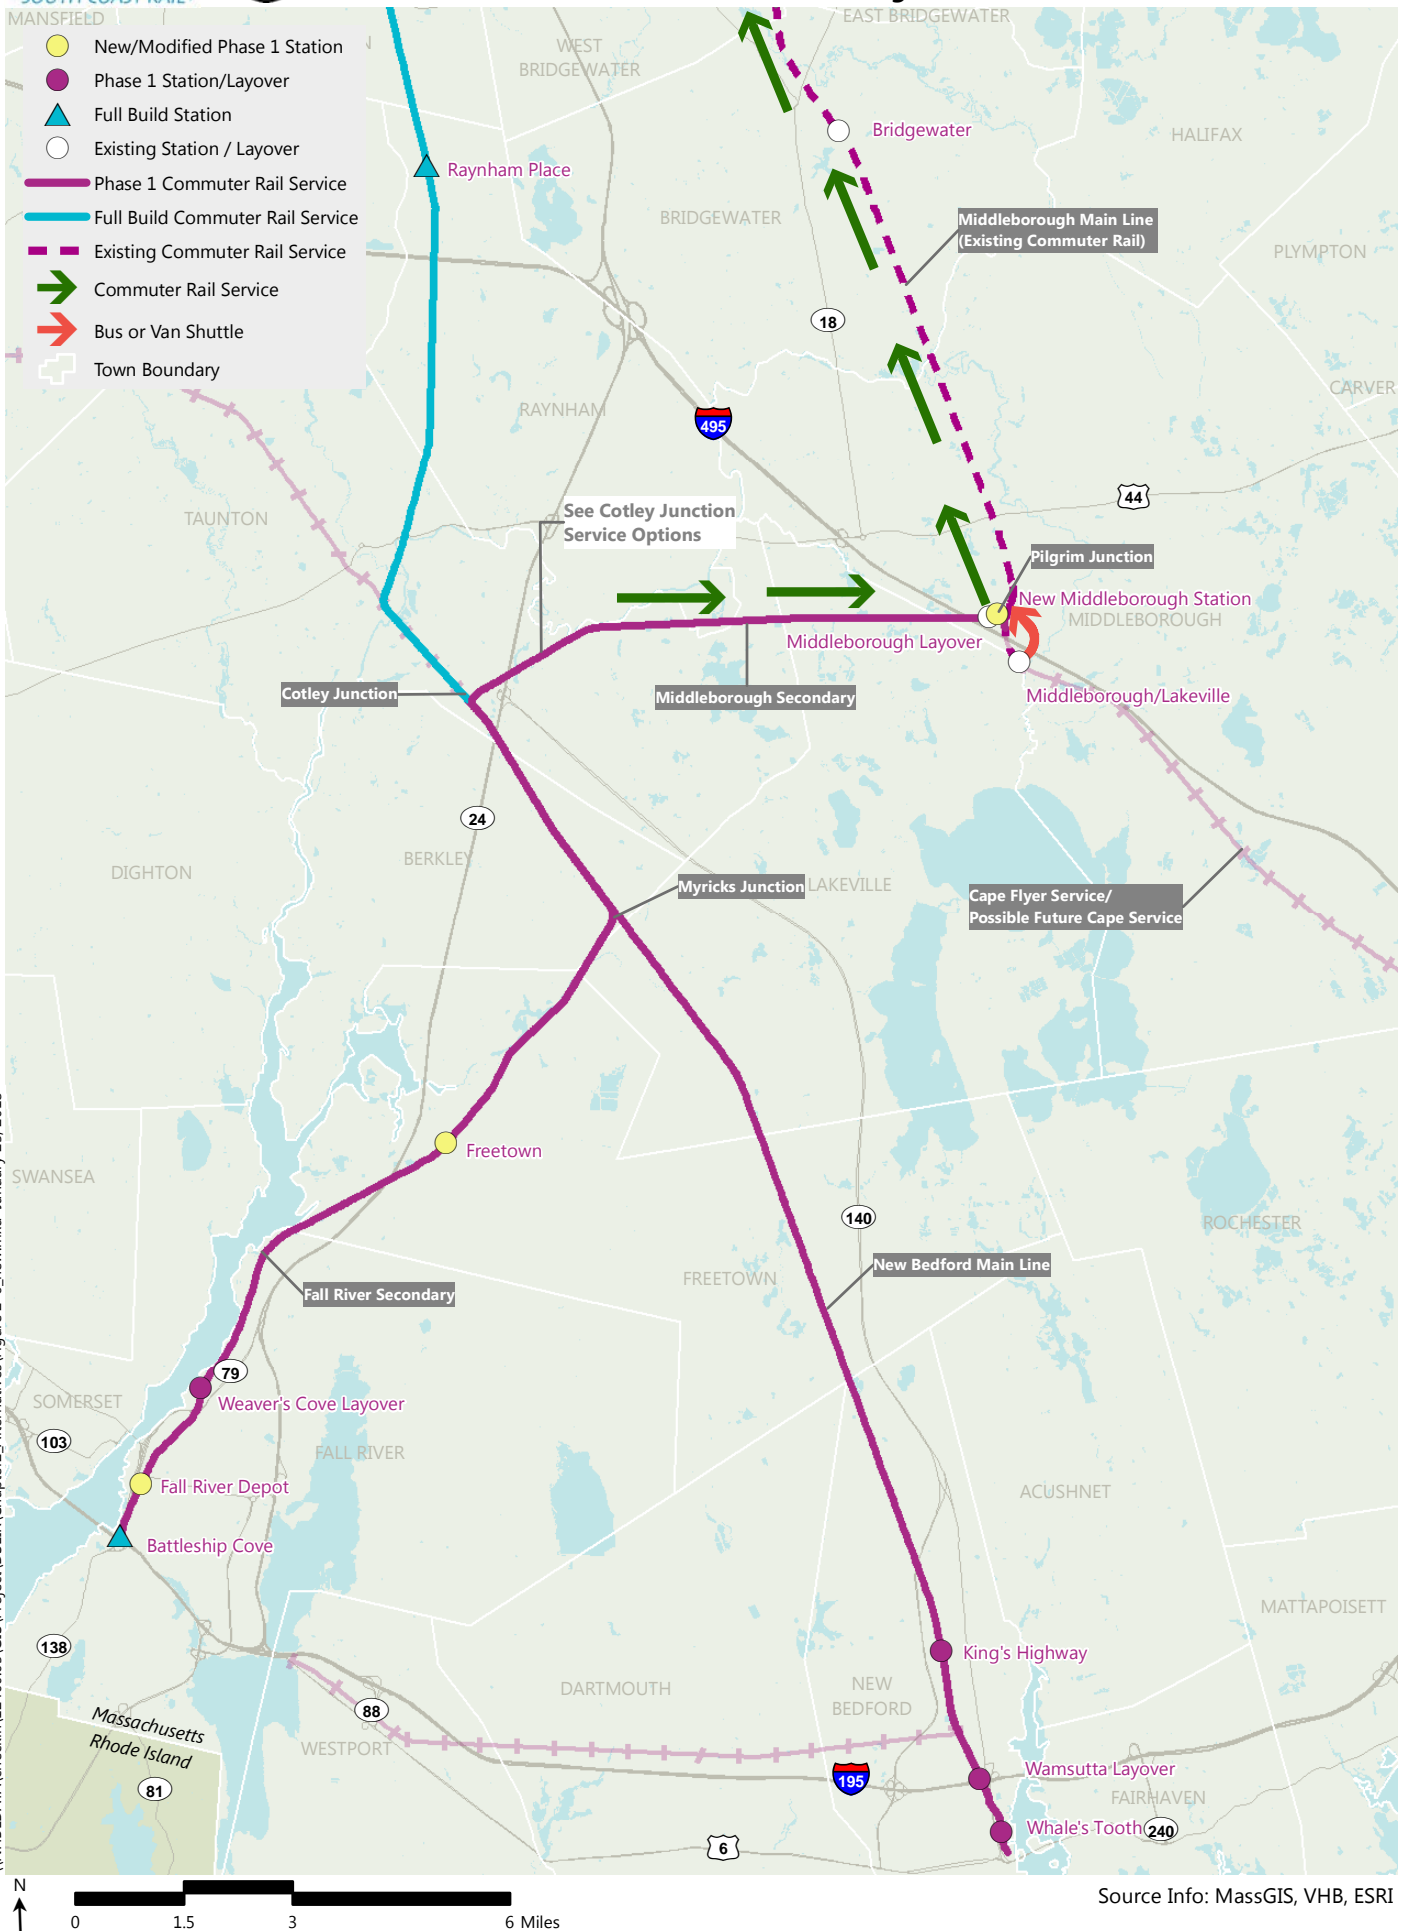 MANSFIELD
New/Modified Phase 1 Station
Phase 1 Station/Layover
Full Build Station
Existing Station / Layover
Phase 1 Commuter Rail Service
Full Build Commuter Rail Service
Existing Commuter Rail Service
Commuter Rail Service
Bus or Van Shuttle
Town Boundary
WEST
BRIDGEWATER
EAST BRIDGEWATER
Bridgewater
HALIFAX
Raynham Place
BRIDGEWATER
Middleborough Main Line
(Existing Commuter Rail)
PLYMPTON
18
CARVER
RAYNHAM
495
44
TAUNTON
See Cotley Junction
Service Options
Pilgrim Junction
New Middleborough Station
MIDDLEBOROUGH
Middleborough Layover
Cotley Junction
Middleborough Secondary
Middleborough/Lakeville
24
BERKLEY
DIGHTON
Myricks Junction
LAKEVILLE
Cape Flyer Service/
Possible Future Cape Service
Freetown
SWANSEA
140
ROCHESTER
New Bedford Main Line
FREETOWN
Fall River Secondary
79
SOMERSET
Weaver's Cove Layover
103
FALL RIVER
Fall River Depot
ACUSHNET
Battleship Cove
MATTAPOISETT
138
King's Highway
DARTMOUTH
NEW
BEDFORD
88
Massachusetts
Rhode Island
WESTPORT
81
195
Wamsutta Layover
FAIRHAVEN
Whale's Tooth
240
6
N
0 1.5 3 6 Miles
Source Info: MassGIS, VHB, ESRI